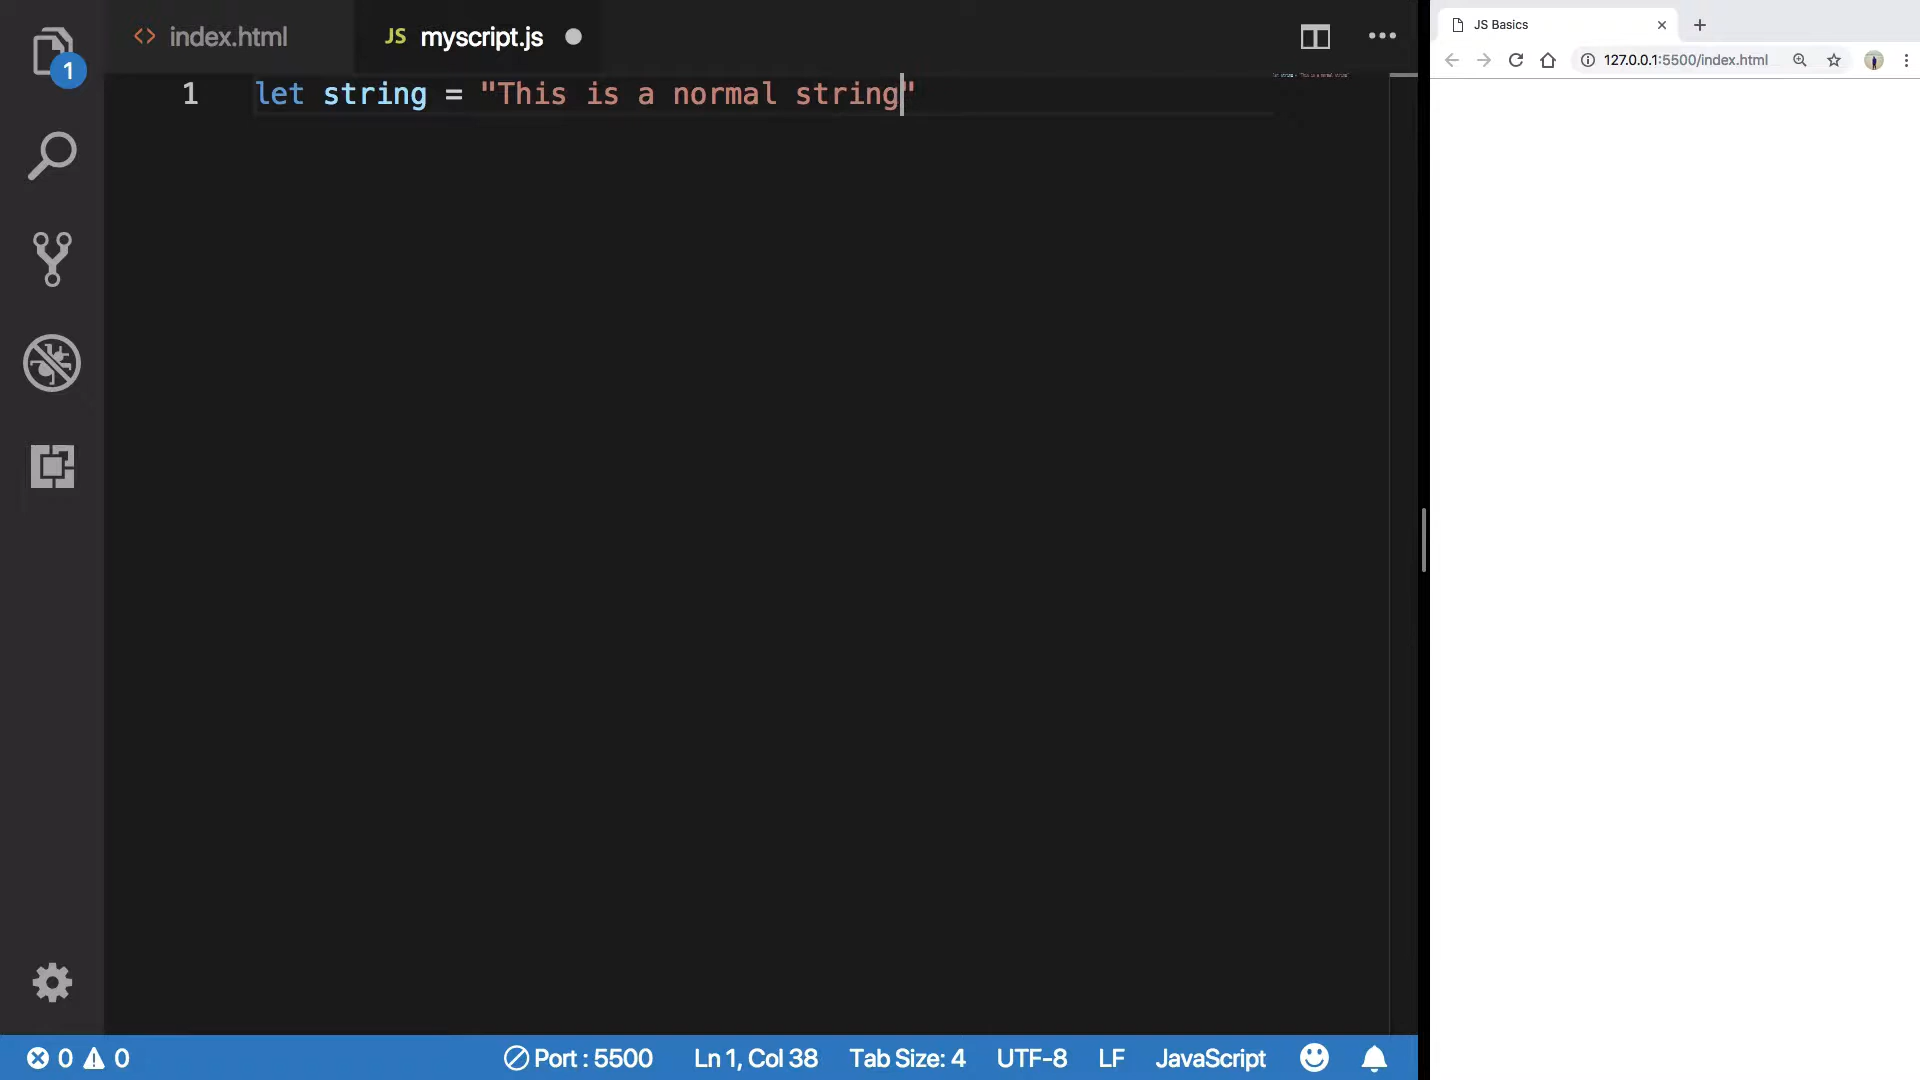 index.html
JS myscript.js
JS Basics
127.0.0.1:5500/index.html
1
1 let string = "This is a normal string"
0 0 Port : 5500 Ln 1, Col 38 Tab Size: 4 UTF-8 LF JavaScript